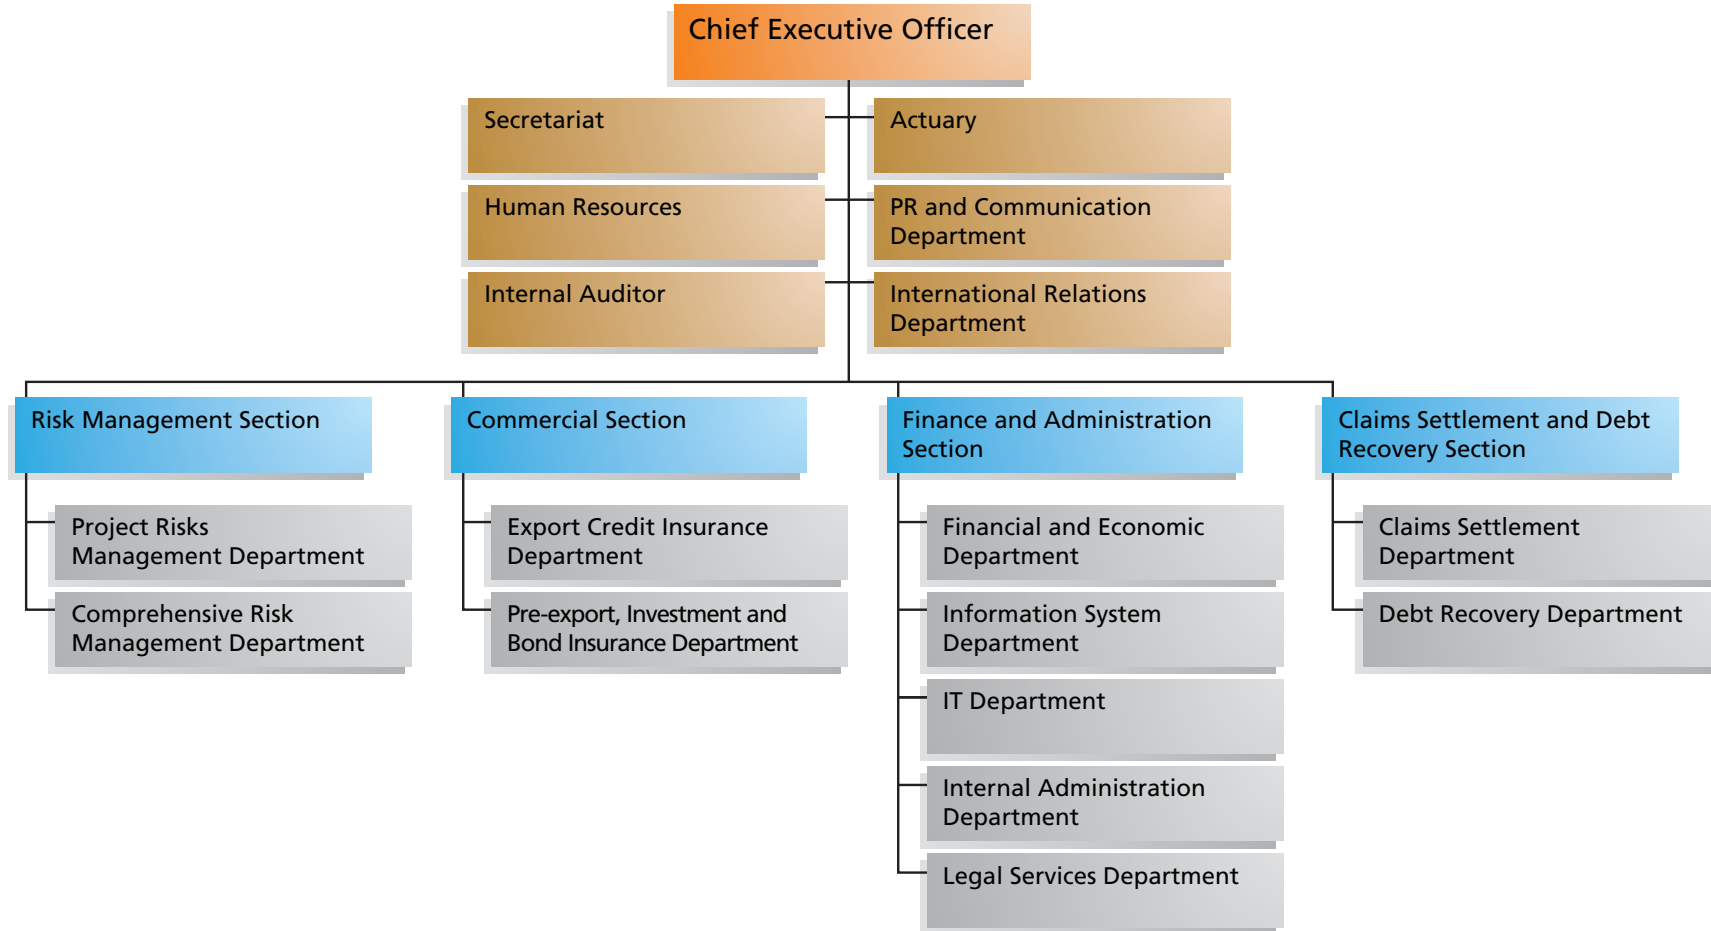 Chief Executive Officer
Secretariat
Actuary
Human Resources
PR and Communication
Department
Internal Auditor
International Relations
Department
Risk Management Section
Project Risks
Management Department
Comprehensive Risk
Management Department
Commercial Section
Export Credit Insurance
Department
Pre-export, Investment and
Bond Insurance Department
Finance and Administration
Section
Financial and Economic
Department
Information System
Department
IT Department
Internal Administration
Department
Legal Services Department
Claims Settlement and Debt
Recovery Section
Claims Settlement
Department
Debt Recovery Department